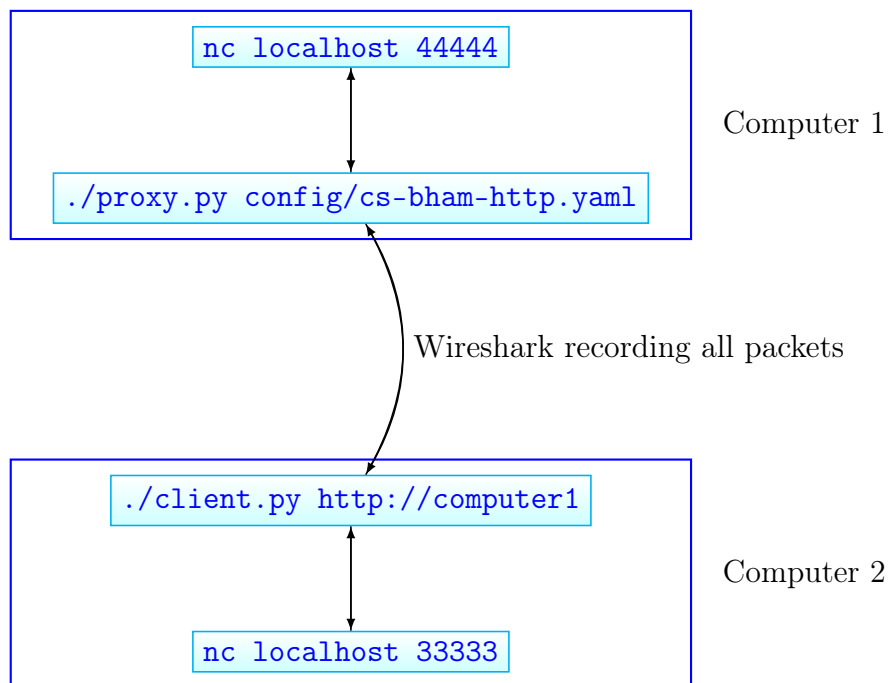 nc localhost 44444
Computer 1
./proxy.py config/cs-bham-http.yaml
Wireshark recording all packets
./client.py http://computer1
Computer 2
nc localhost 33333